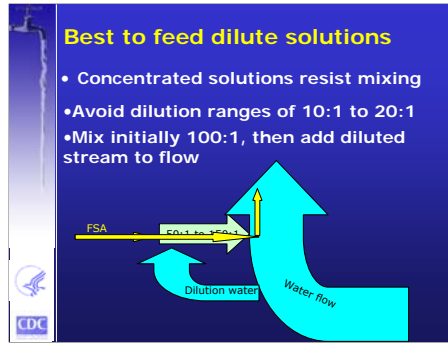 Best to feed dilute solutions
• Concentrated solutions resist mixing
•Avoid dilution ranges of 10:1 to 20:1
•Mix initially 100:1, then add diluted
stream to flow
FSA
50:1 to 150:1
Dilution water
Water flow
CDC